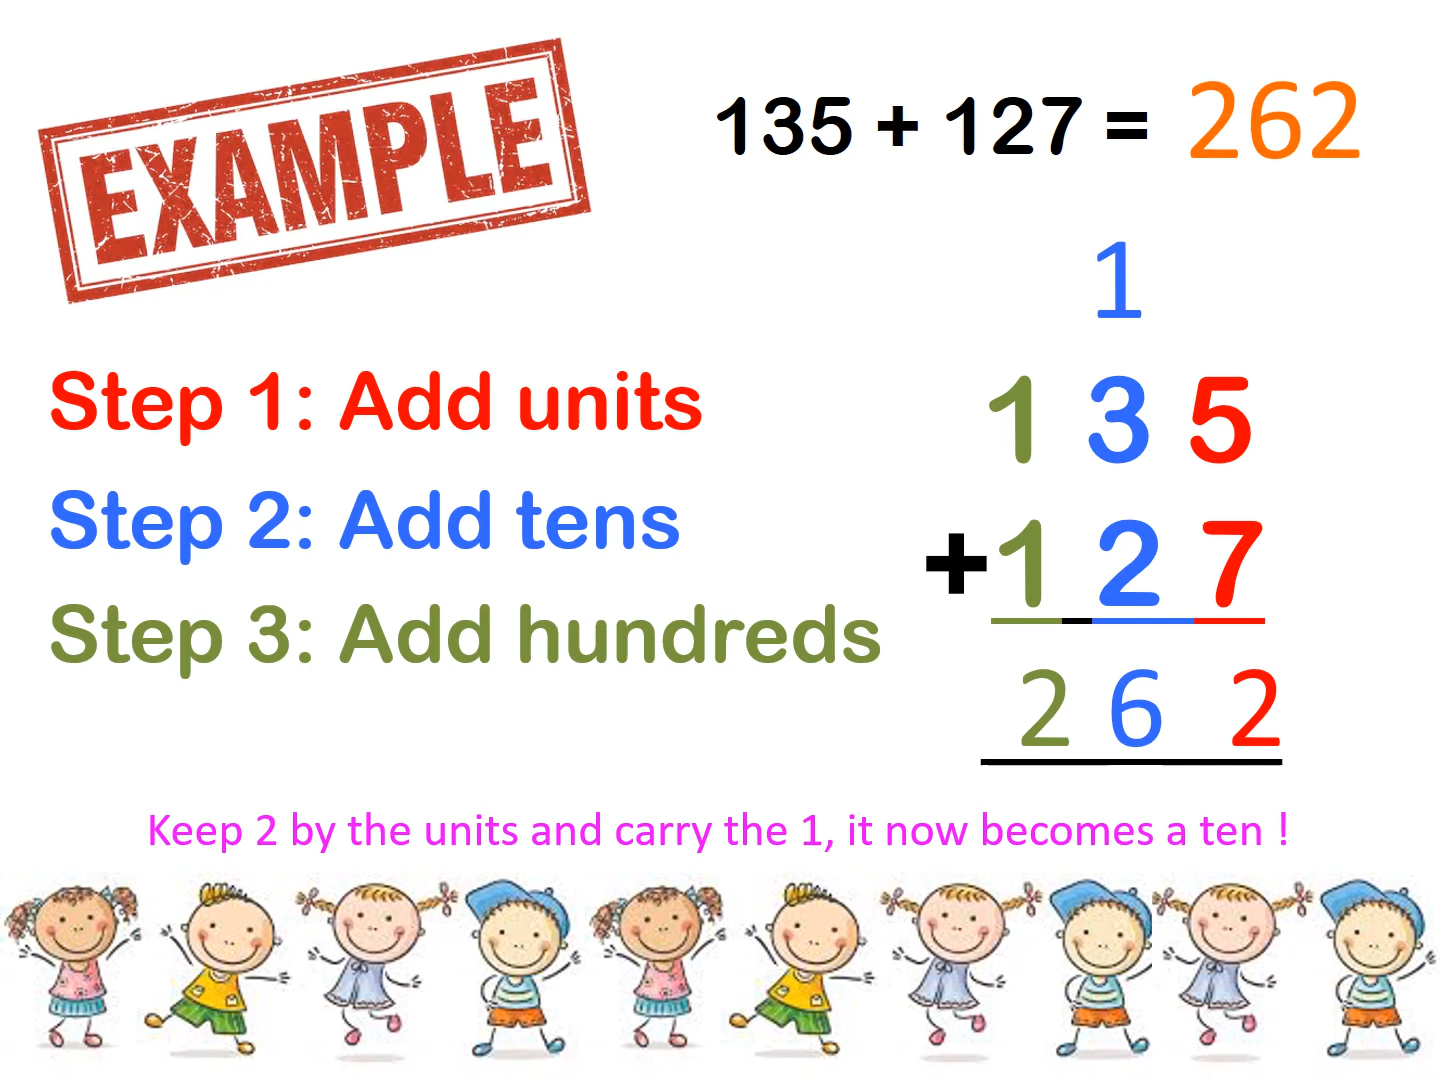 EXAMPLE
135 + 127 = 262
1
Step 1: Add units
1 3 5
Step 2: Add tens
+1 2 7
Step 3: Add hundreds
2 6 2
Keep 2 by the units and carry the 1, it now becomes a ten !